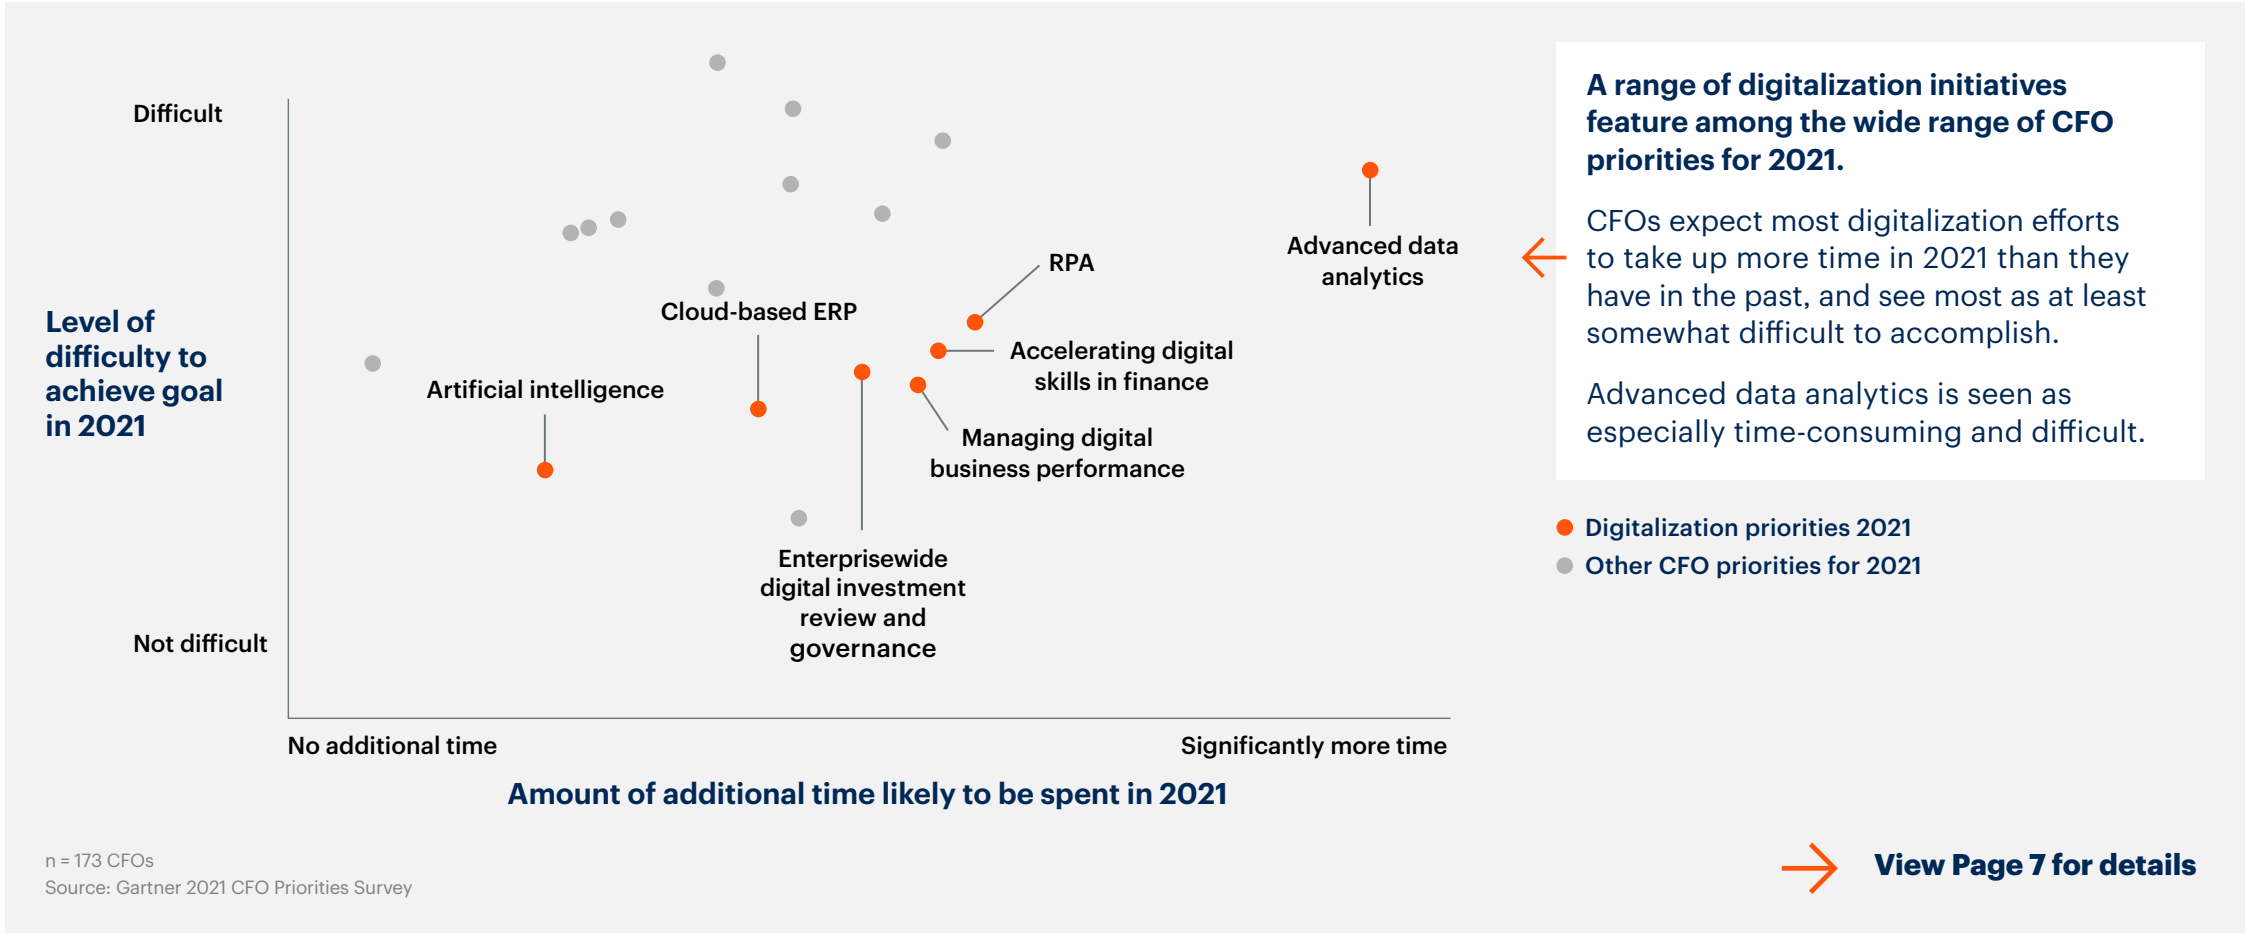 Difficult
Level of
difficulty to
achieve goal
in 2021
Not difficult
Artificial intelligence
Cloud-based ERP
RPA
Accelerating digital
skills in finance
Managing digital
business performance
Enterprisewide
digital investment
review and
governance
Advanced data
analytics
No additional time
Significantly more time
Amount of additional time likely to be spent in 2021
A range of digitalization initiatives
feature among the wide range of CFO
priorities for 2021.
CFOs expect most digitalization efforts
to take up more time in 2021 than they
have in the past, and see most as at least
somewhat difficult to accomplish.
Advanced data analytics is seen as
especially time-consuming and difficult.
Digitalization priorities 2021
Other CFO priorities for 2021
n = 173 CFOs
Source: Gartner 2021 CFO Priorities Survey
View Page 7 for details